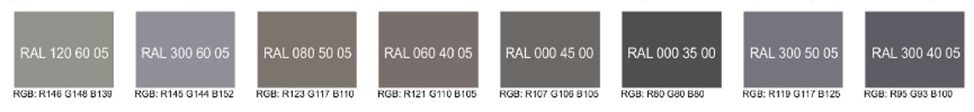 RAL 120 60 05 RAL 300 60 05 RAL 080 50 05 RAL 060 40 05 RAL 000 45 00 RAL 000 35 00 RAL 300 50 05 RAL 300 40 05
RGB: R146 G148 B139 RGB: R145 G144 B152 RGB: R123 G117 B110 RGB: R121 G110 B105 RGB: R107 G106 B105 RGB: R80 G80 B80 RGB: R119 G117 B125 RGB: R95 G93 B100